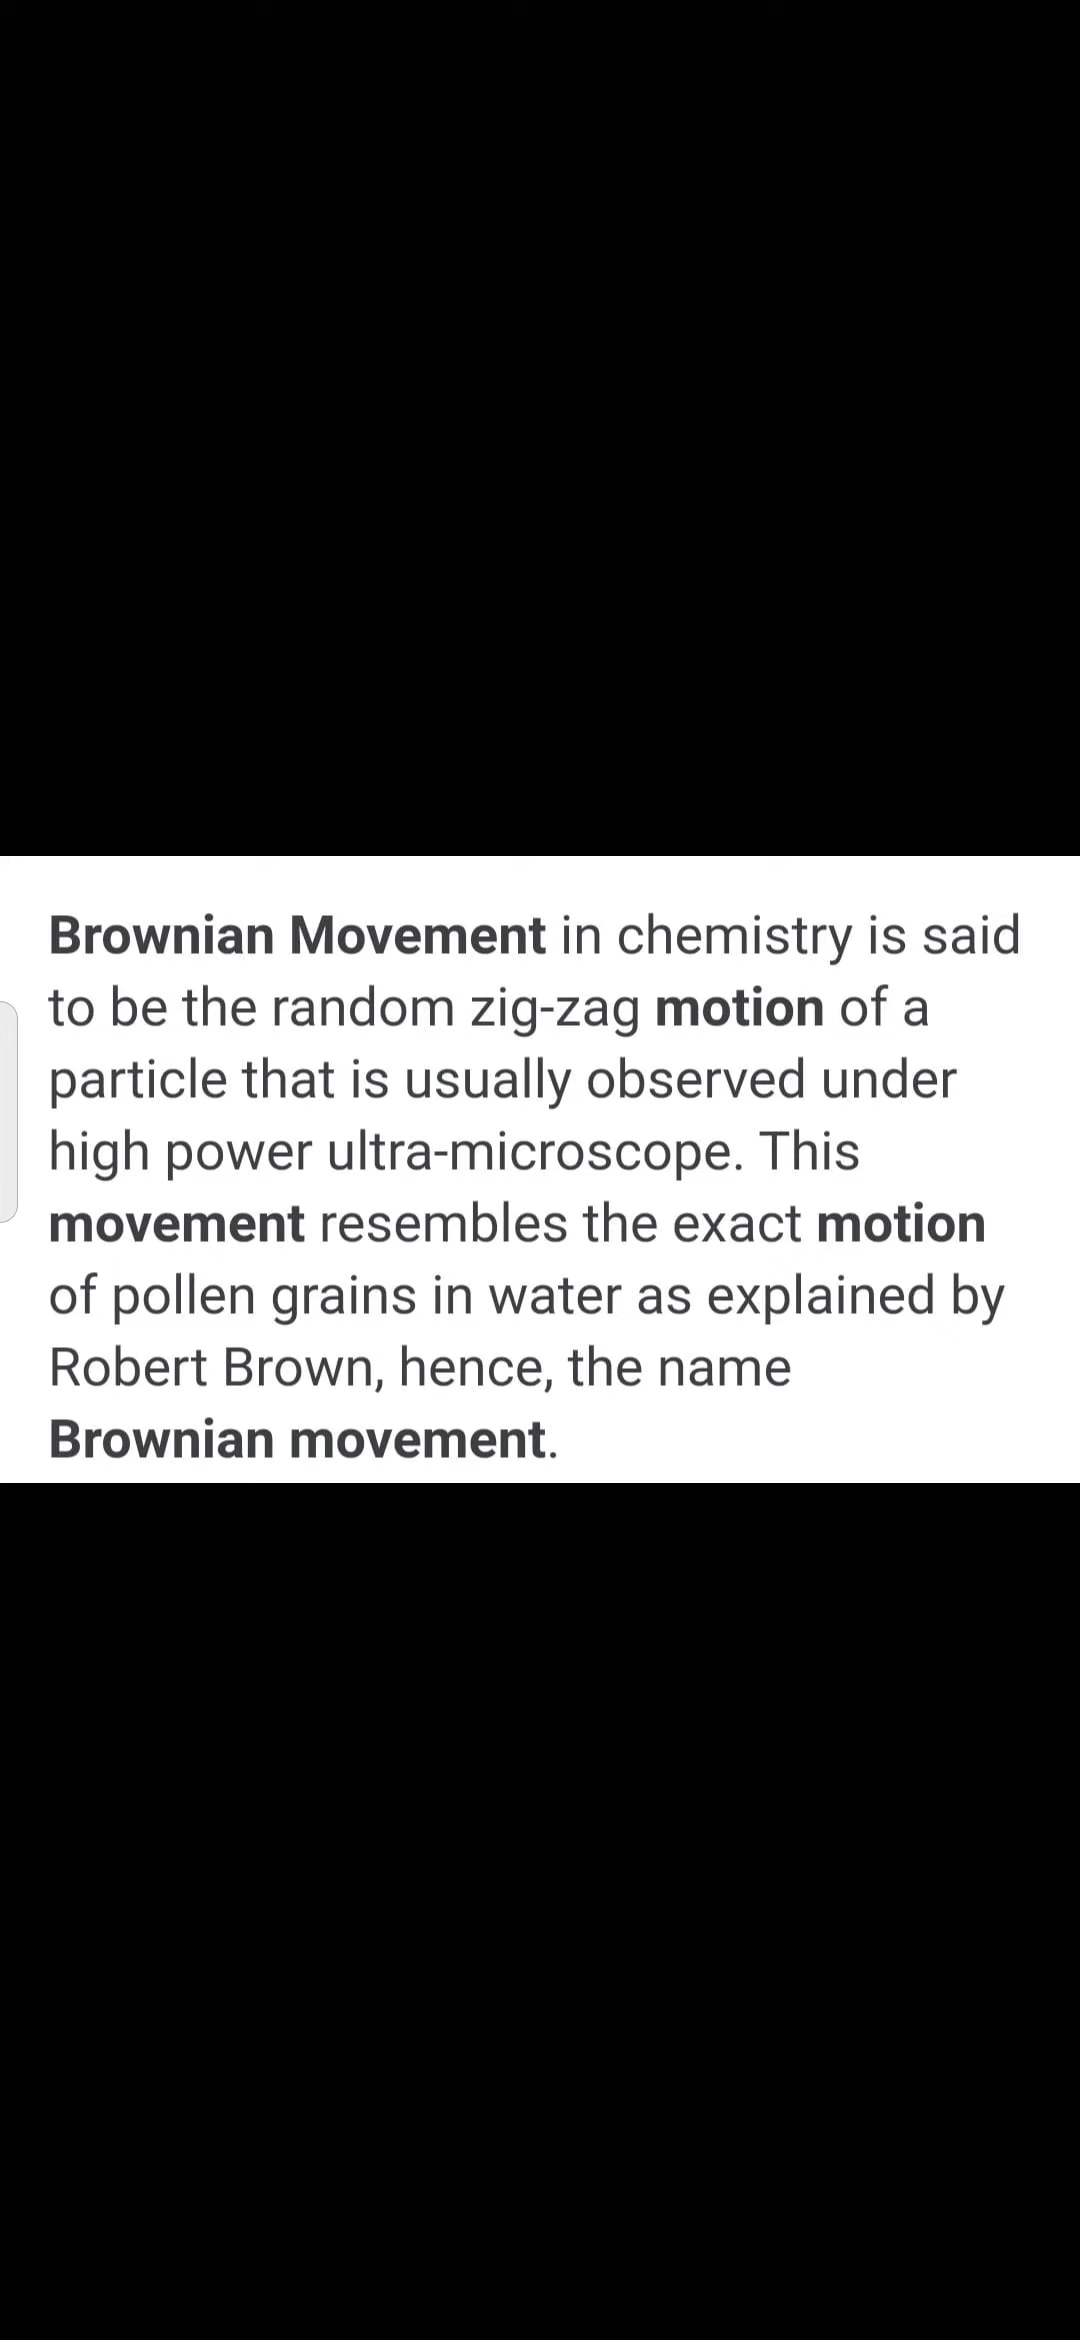 Brownian Movement in chemistry is said
to be the random zig-zag motion of a
particle that is usually observed under
high power ultra-microscope. This
movement resembles the exact motion
of pollen grains in water as explained by
Robert Brown, hence, the name
Brownian movement.